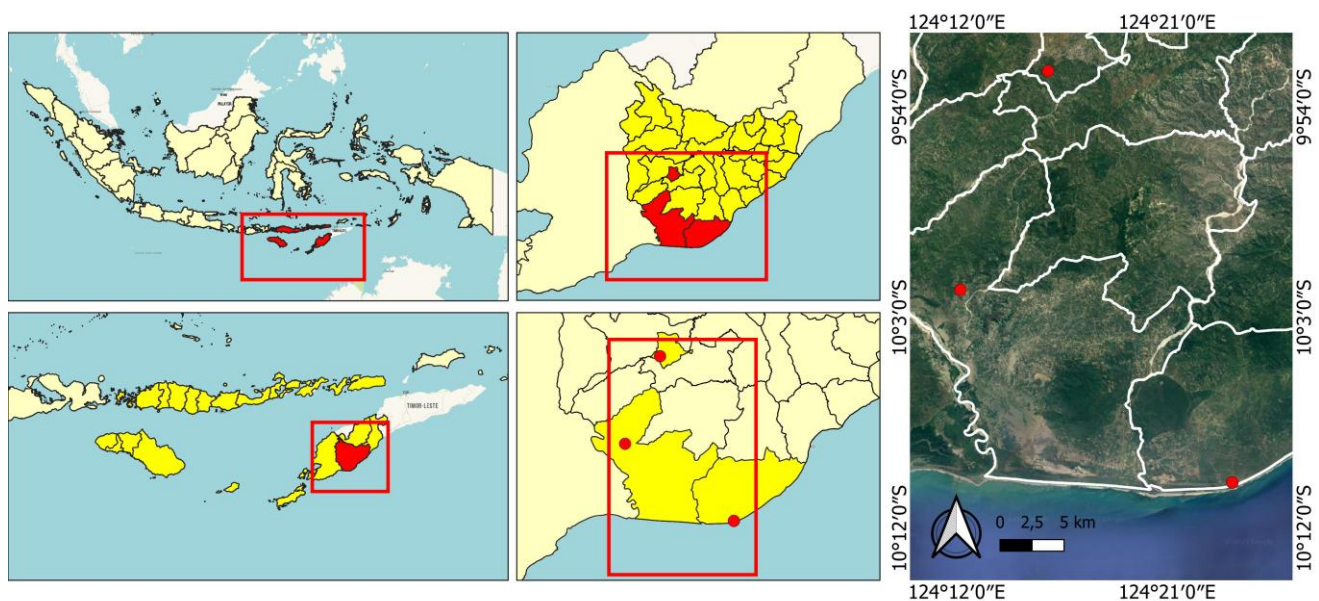 124°12′0″E 124°21′0″E
9°54′0″S 9°54′0″S
10°3′0″S 10°3′0″S
10°12′0″S 10°12′0″S
TIMOR-LESTE
0 2,5 5 km
124°12′0″E 124°21′0″E